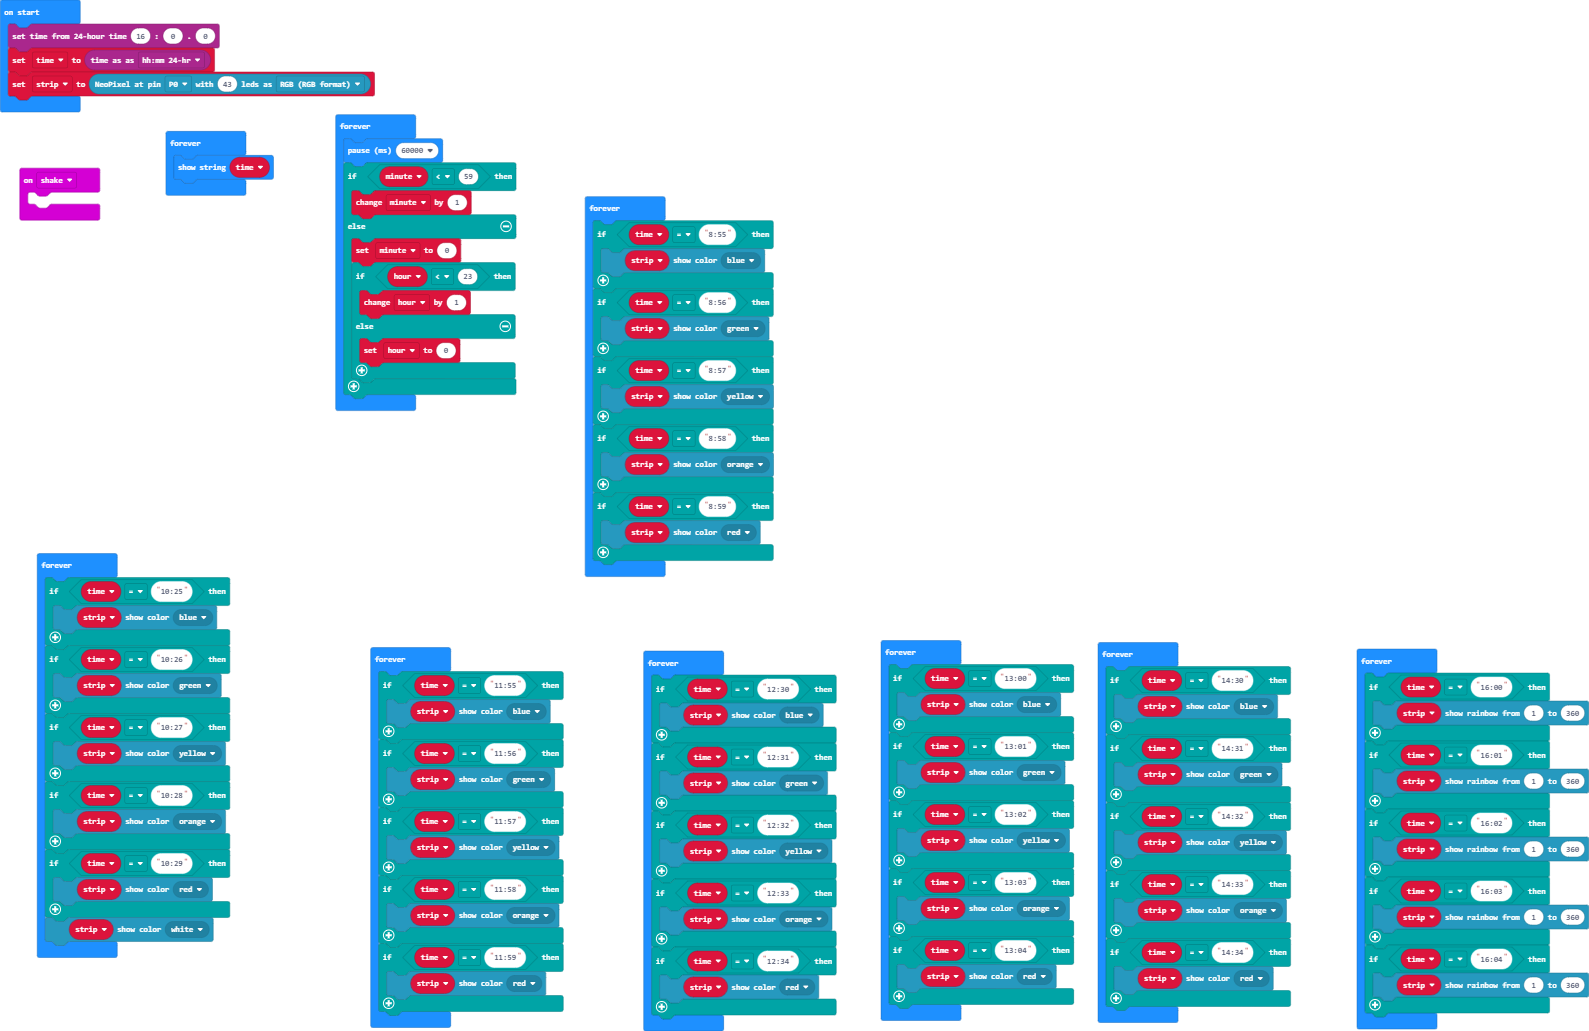 on start
set time from 24-hour time 16 : 0 . 0
set time to time as as hh:mm 24-hr
set strip to NeoPixel at pin P0 with 43 leds as RGB (RGB format)
on shake
forever
show string time
forever
pause (ms) 60000
if minute < 59 then
change minute by 1
else
set minute to 0
if hour < 23 then
change hour by 1
else
set hour to 0
forever
if time = "8:55" then
strip show color blue
if time = "8:56" then
strip show color green
if time = "8:57" then
strip show color yellow
if time = "8:58" then
strip show color orange
if time = "8:59" then
strip show color red
forever
if time = "10:25" then
strip show color blue
if time = "10:26" then
strip show color green
if time = "10:27" then
strip show color yellow
if time = "10:28" then
strip show color orange
if time = "10:29" then
strip show color red
strip show color white
forever
if time = "11:55" then
strip show color blue
if time = "11:56" then
strip show color green
if time = "11:57" then
strip show color yellow
if time = "11:58" then
strip show color orange
if time = "11:59" then
strip show color red
forever
if time = "12:30" then
strip show color blue
if time = "12:31" then
strip show color green
if time = "12:32" then
strip show color yellow
if time = "12:33" then
strip show color orange
if time = "12:34" then
strip show color red
forever
if time = "13:00" then
strip show color blue
if time = "13:01" then
strip show color green
if time = "13:02" then
strip show color yellow
if time = "13:03" then
strip show color orange
if time = "13:04" then
strip show color red
forever
if time = "14:30" then
strip show color blue
if time = "14:31" then
strip show color green
if time = "14:32" then
strip show color yellow
if time = "14:33" then
strip show color orange
if time = "14:34" then
strip show color red
forever
if time = "16:00" then
strip show rainbow from 1 to 360
if time = "16:01" then
strip show rainbow from 1 to 360
if time = "16:02" then
strip show rainbow from 1 to 360
if time = "16:03" then
strip show rainbow from 1 to 360
if time = "16:04" then
strip show rainbow from 1 to 360